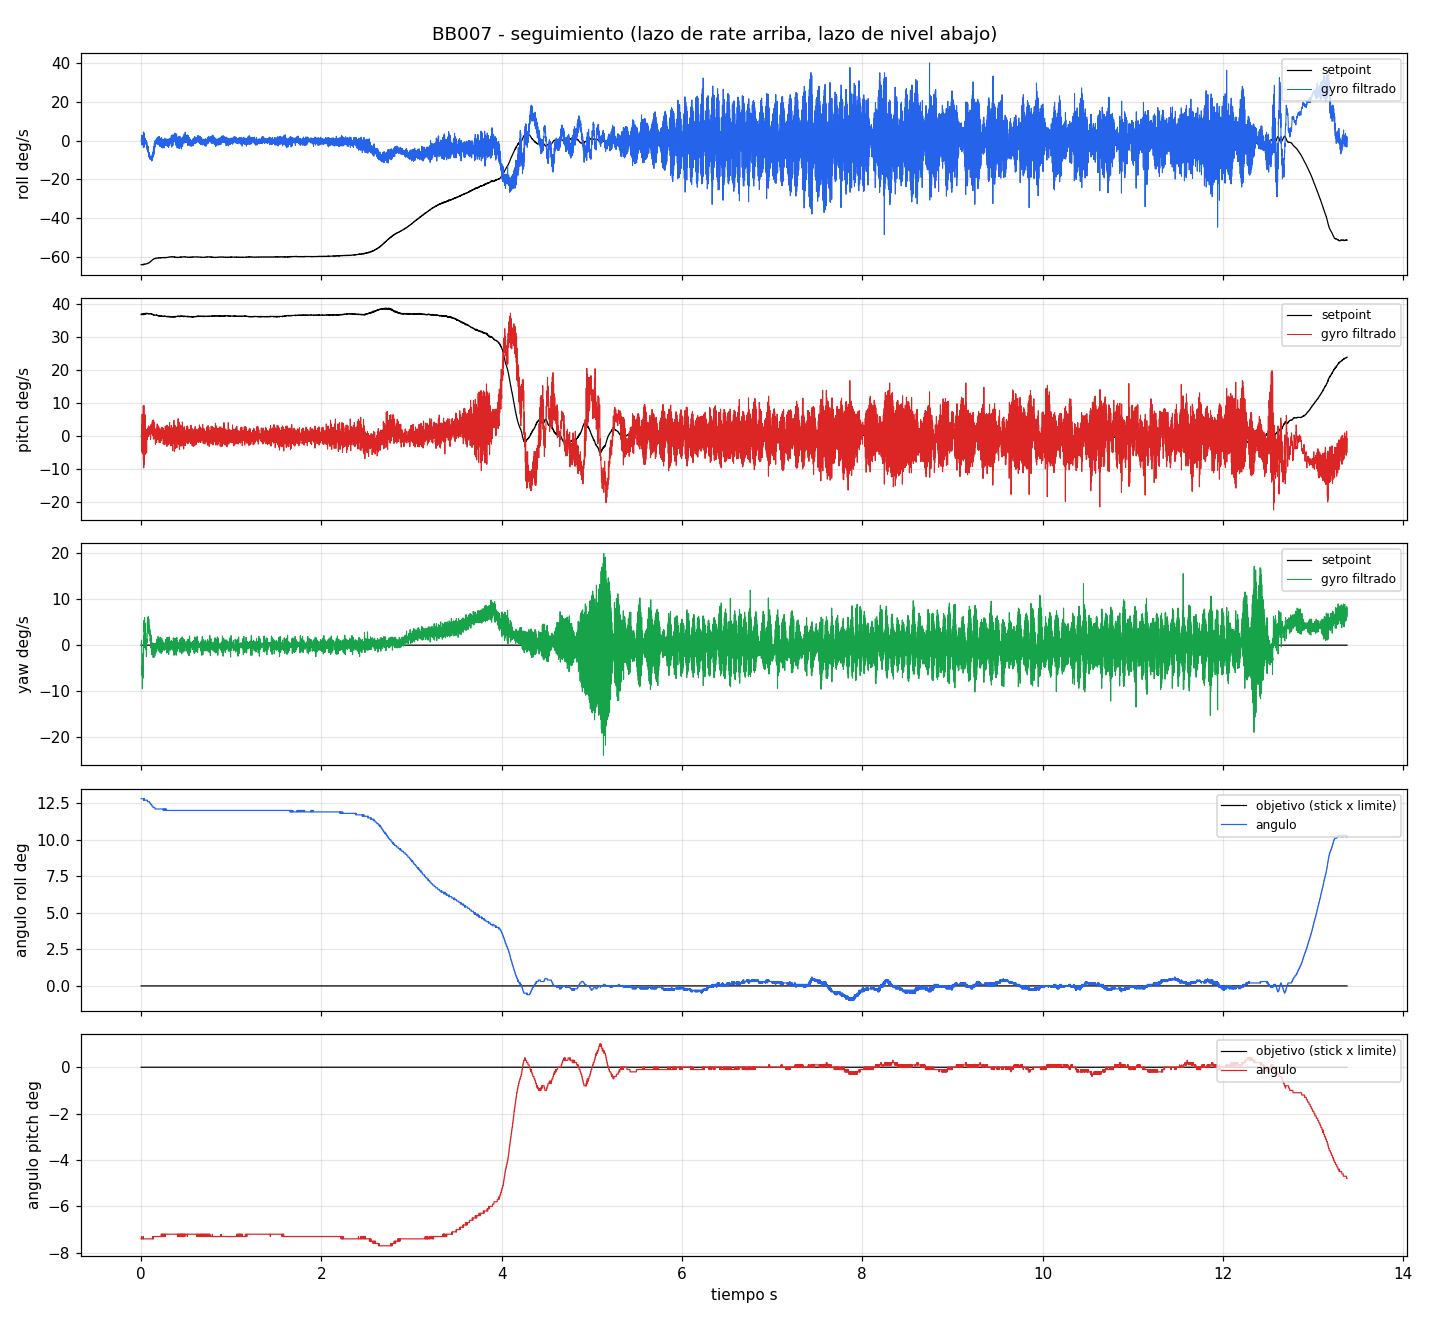 BB007 - seguimiento (lazo de rate arriba, lazo de nivel abajo)
roll deg/s
40
20
0
−20
−40
−60
setpoint
gyro filtrado
pitch deg/s
40
30
20
10
0
−10
−20
setpoint
gyro filtrado
yaw deg/s
20
10
0
−10
−20
setpoint
gyro filtrado
angulo roll deg
12.5
10.0
7.5
5.0
2.5
0.0
objetivo (stick x limite)
angulo
angulo pitch deg
0
−2
−4
−6
−8
objetivo (stick x limite)
angulo
0 2 4 6 8 10 12 14
tiempo s